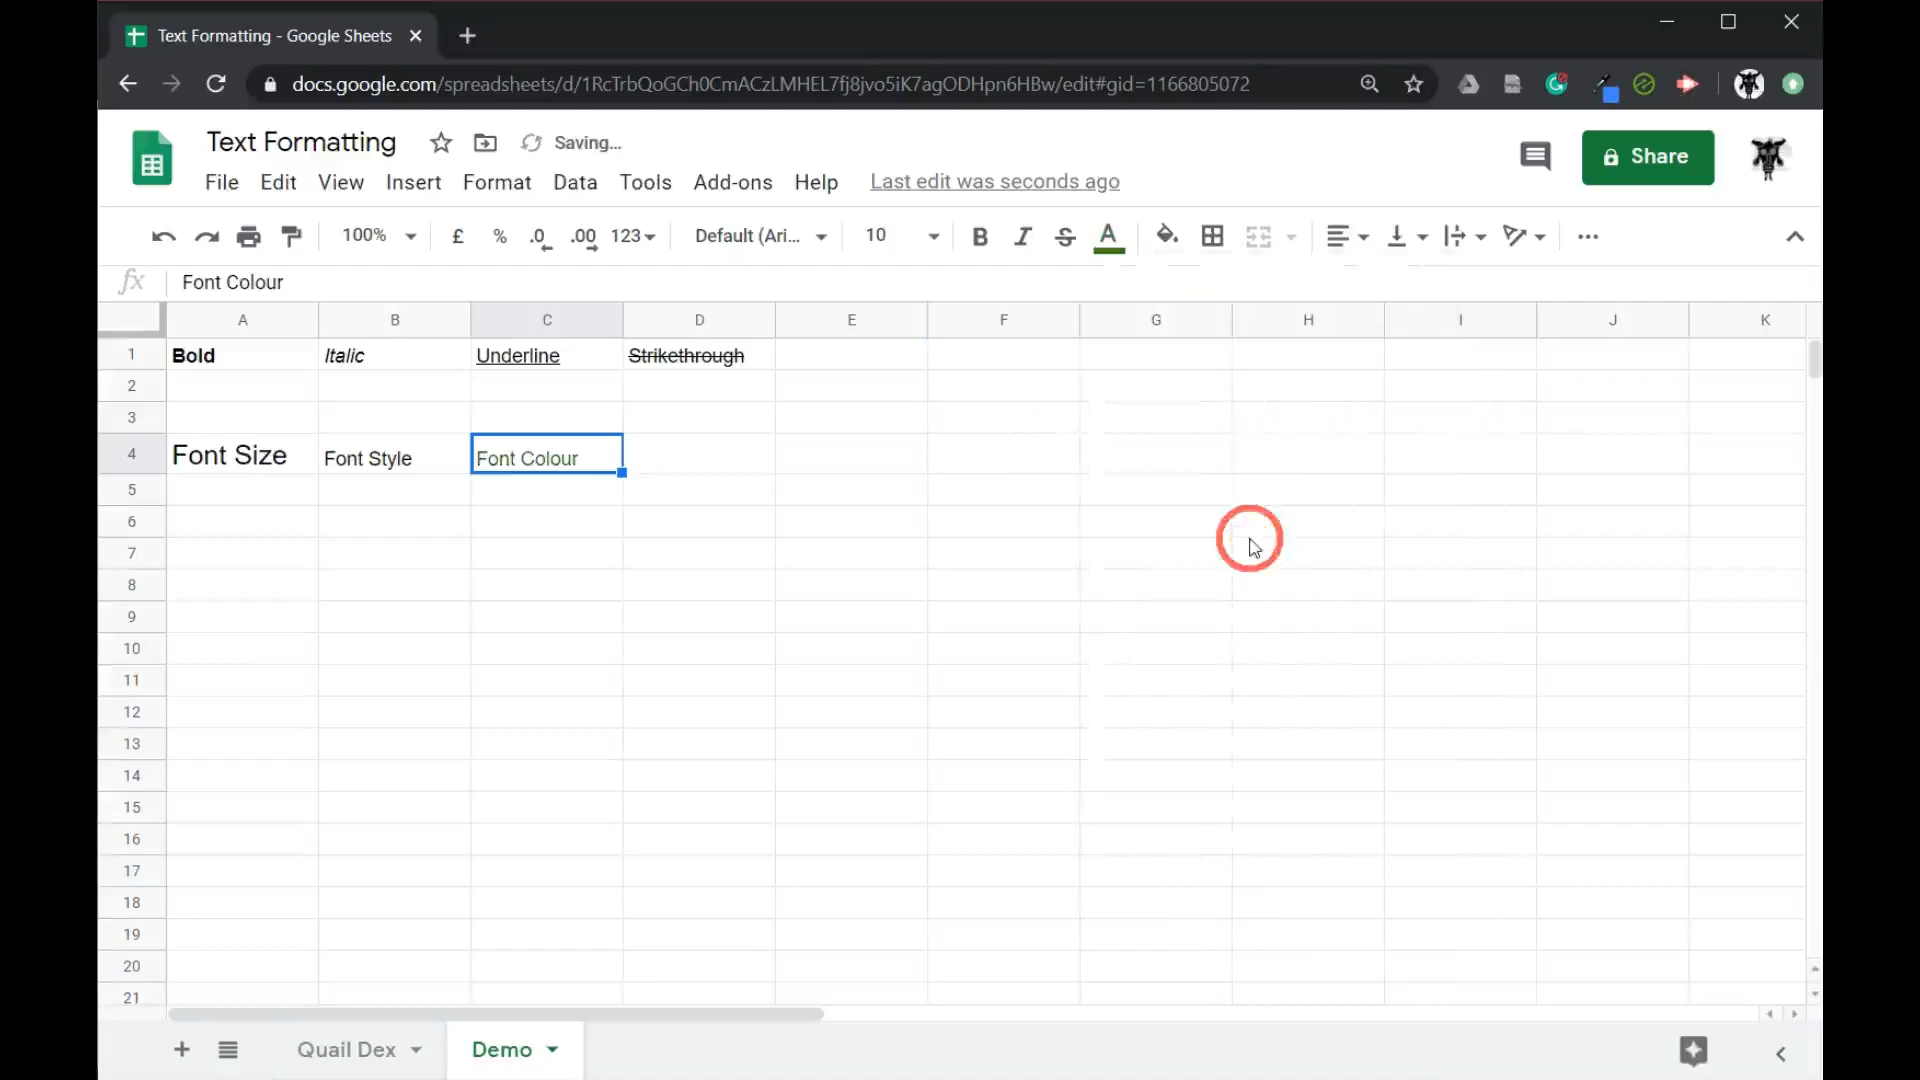 Text Formatting - Google Sheets
docs.google.com/spreadsheets/d/1RcTrbQoGCh0CmACzLMHEL7fj8jvo5iK7agODHpn6HBw/edit#gid=1166805072
Text Formatting Saving...
File Edit View Insert Format Data Tools Add-ons Help Last edit was seconds ago
Share
100% £ % .0 .00 123 Default (Ari... 10 B I S A
fx Font Colour
A B C D E F G H I J K
1 Bold Italic Underline Strikethrough
2
3
4 Font Size Font Style Font Colour
5
6
7
8
9
10
11
12
13
14
15
16
17
18
19
20
21
Quail Dex Demo